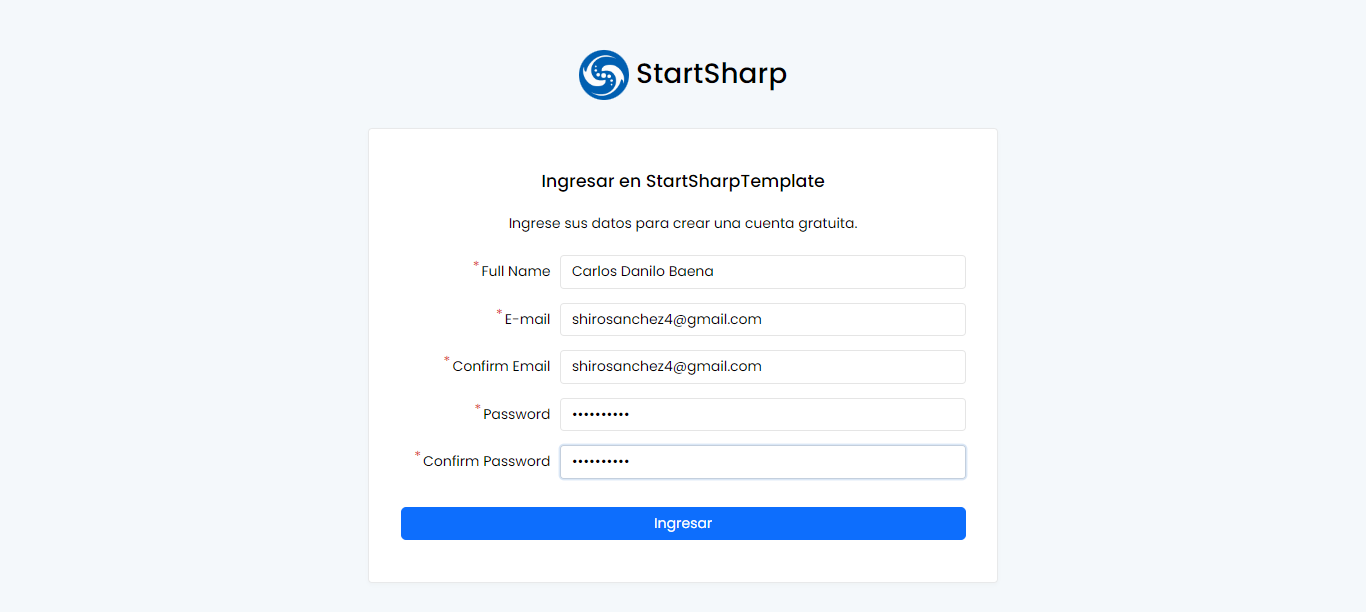 StartSharp
Ingresar en StartSharpTemplate
Ingrese sus datos para crear una cuenta gratuita.
* Full Name Carlos Danilo Baena
* E-mail shirosanchez4@gmail.com
* Confirm Email shirosanchez4@gmail.com
* Password ••••••••••
* Confirm Password ••••••••••
Ingresar